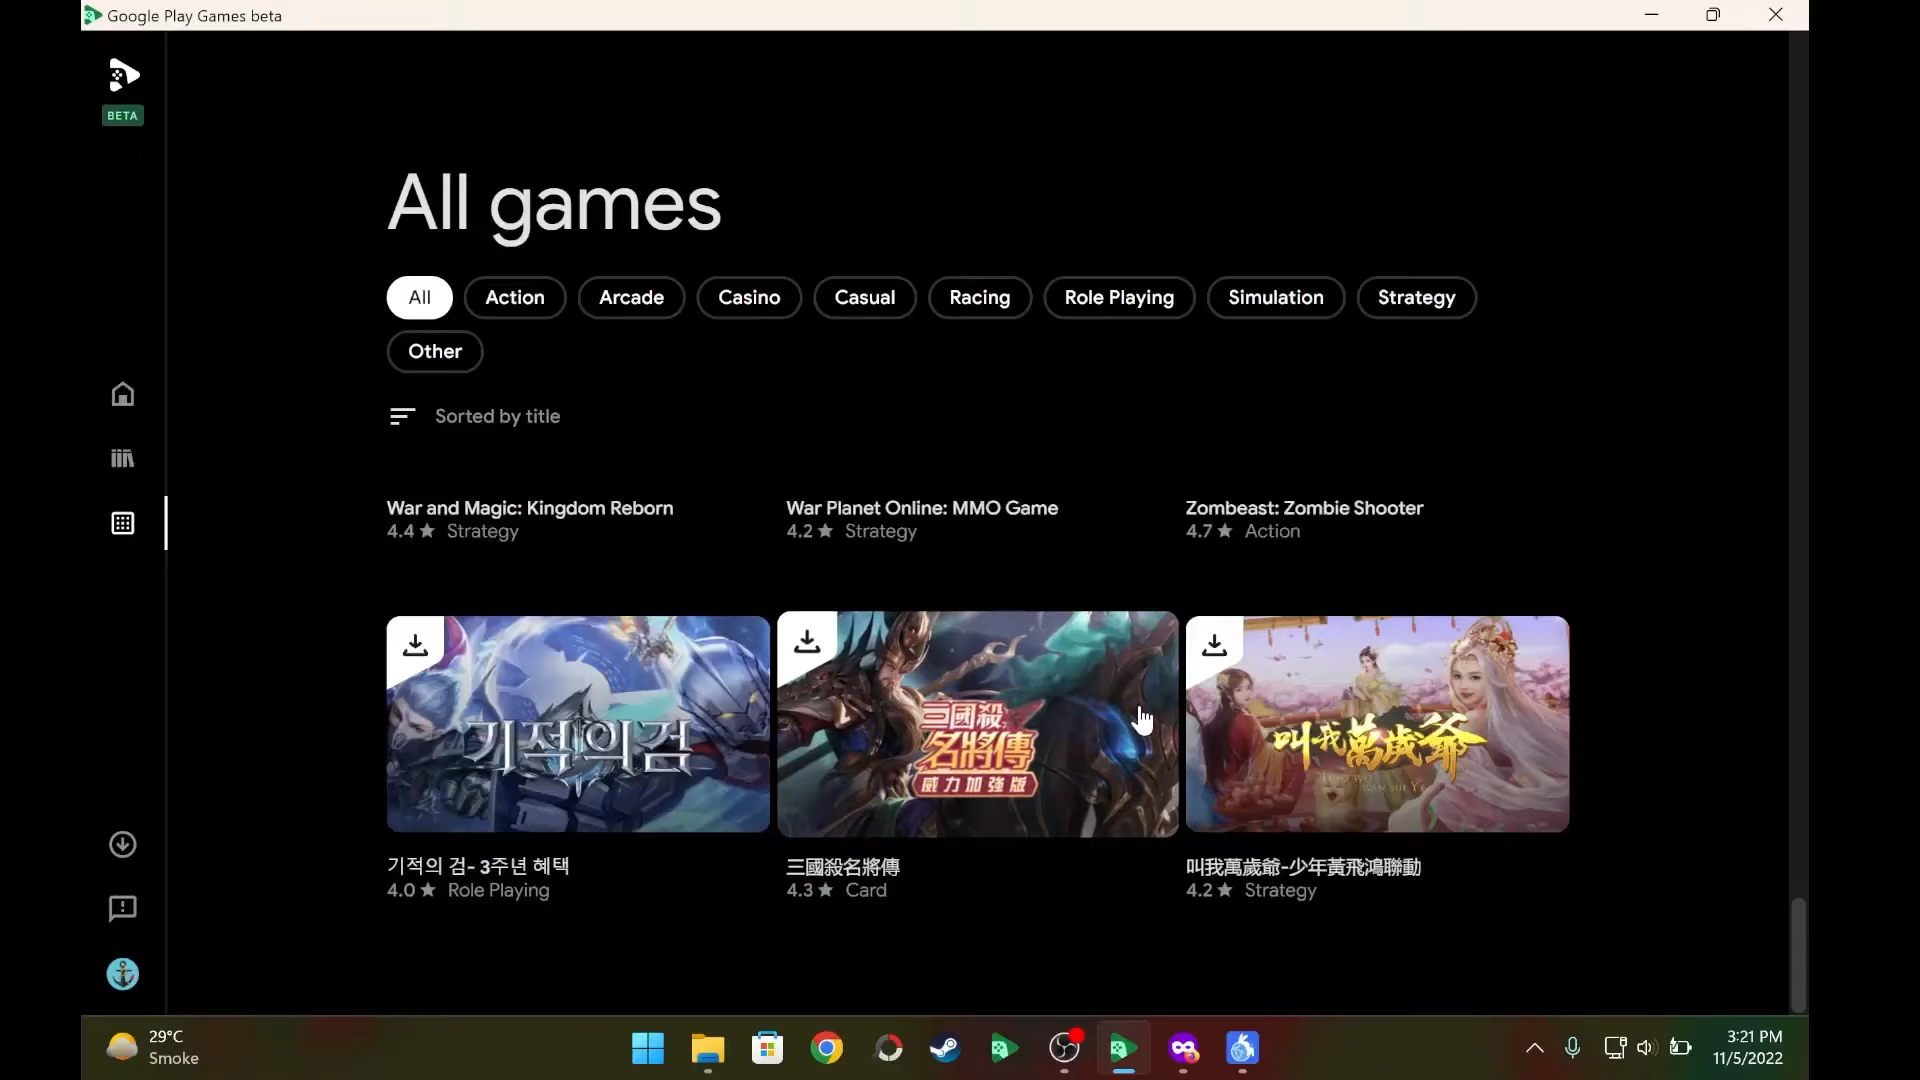 Google Play Games beta
BETA
All games
All Action Arcade Casino Casual Racing Role Playing Simulation Strategy
Other
Sorted by title
War and Magic: Kingdom Reborn
4.4★ Strategy
War Planet Online: MMO Game
4.2★ Strategy
Zombeast: Zombie Shooter
4.7★ Action
기적의검
三國殺
名將傳
威力加強版
叫我萬歲爺
기적의 검- 3주년 혜택
4.0★ Role Playing
三國殺名將傳
4.3★ Card
叫我萬歲爺-少年黃飛鴻聯動
4.2★ Strategy
29°C
Smoke
3:21 PM
11/5/2022